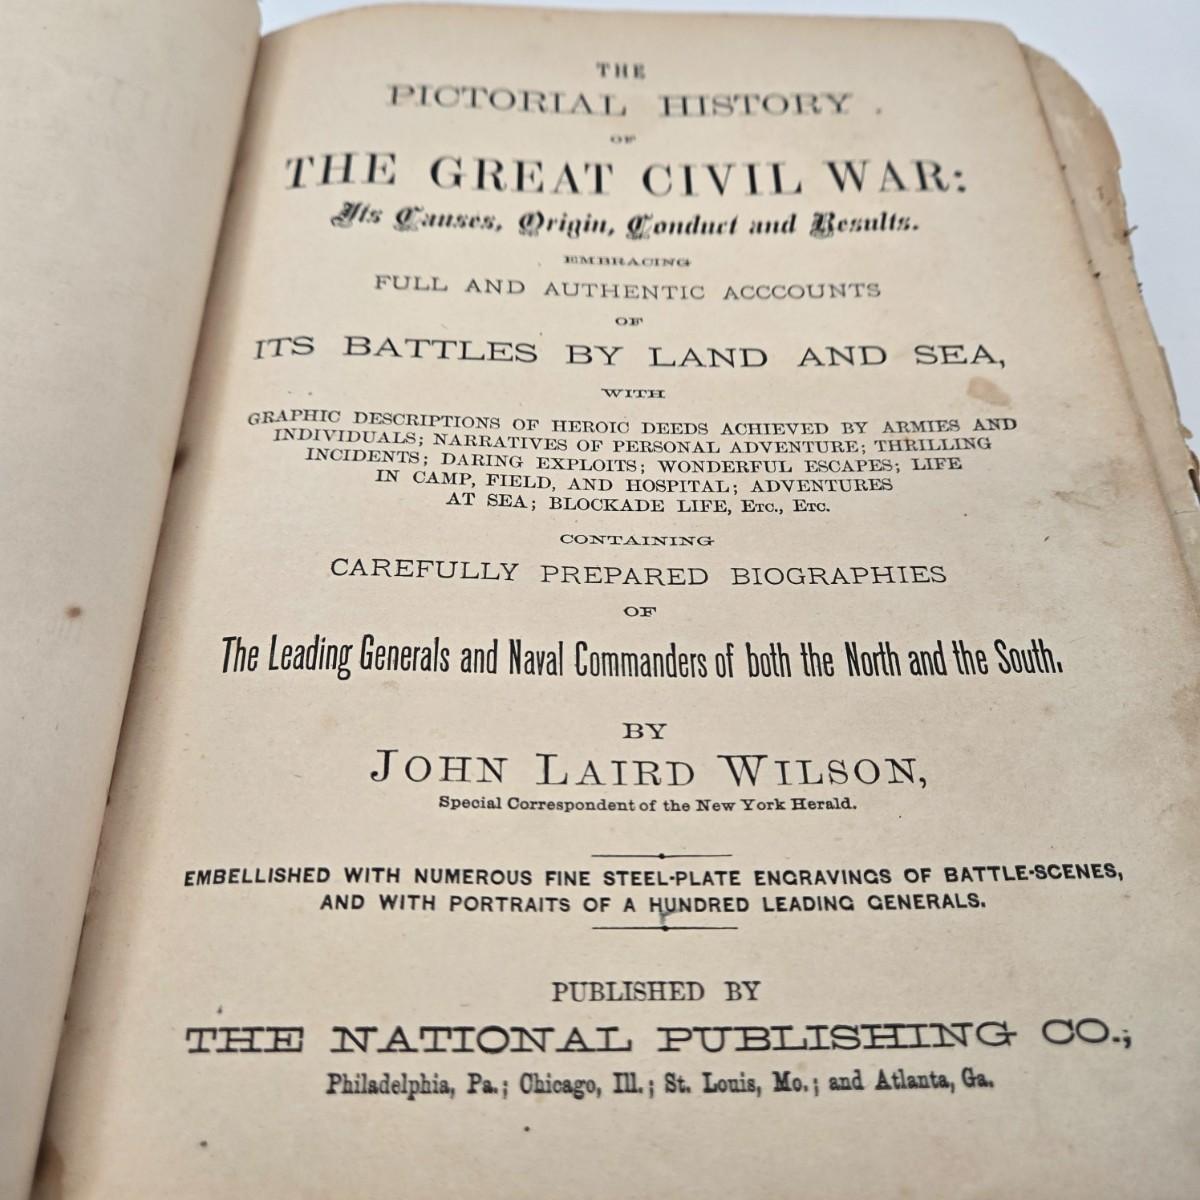 THE
PICTORIAL HISTORY
OF
THE GREAT CIVIL WAR:
Its Causes, Origin, Conduct and Results.
EMBRACING
FULL AND AUTHENTIC ACCCOUNTS
OF
ITS BATTLES BY LAND AND SEA,
WITH
GRAPHIC DESCRIPTIONS OF HEROIC DEEDS ACHIEVED BY ARMIES AND
INDIVIDUALS; NARRATIVES OF PERSONAL ADVENTURE; THRILLING
INCIDENTS; DARING EXPLOITS; WONDERFUL ESCAPES; LIFE
IN CAMP, FIELD, AND HOSPITAL; ADVENTURES
AT SEA; BLOCKADE LIFE, ETC., ETC.
CONTAINING
CAREFULLY PREPARED BIOGRAPHIES
OF
The Leading Generals and Naval Commanders of both the North and the South.
BY
JOHN LAIRD WILSON,
Special Correspondent of the New York Herald.
EMBELLISHED WITH NUMEROUS FINE STEEL-PLATE ENGRAVINGS OF BATTLE-SCENES,
AND WITH PORTRAITS OF A HUNDRED LEADING GENERALS.
PUBLISHED BY
THE NATIONAL PUBLISHING CO.,
Philadelphia, Pa.; Chicago, Ill.; St. Louis, Mo.; and Atlanta, Ga.